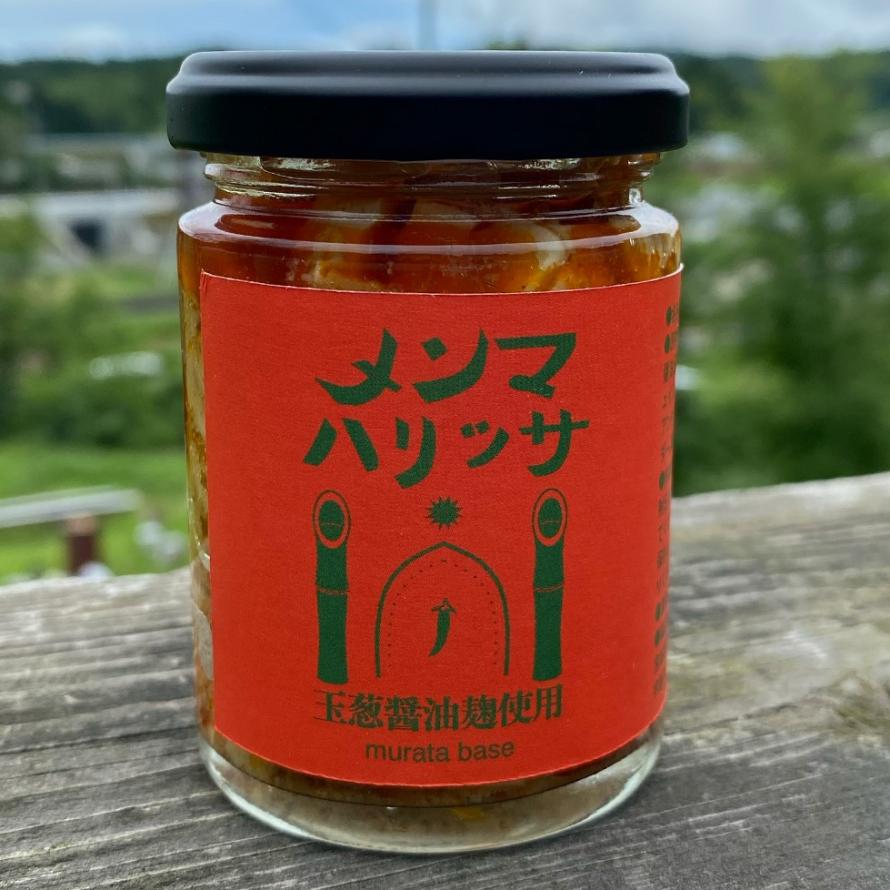 メンマ
ハリッサ
玉葱醤油麹使用
murata base